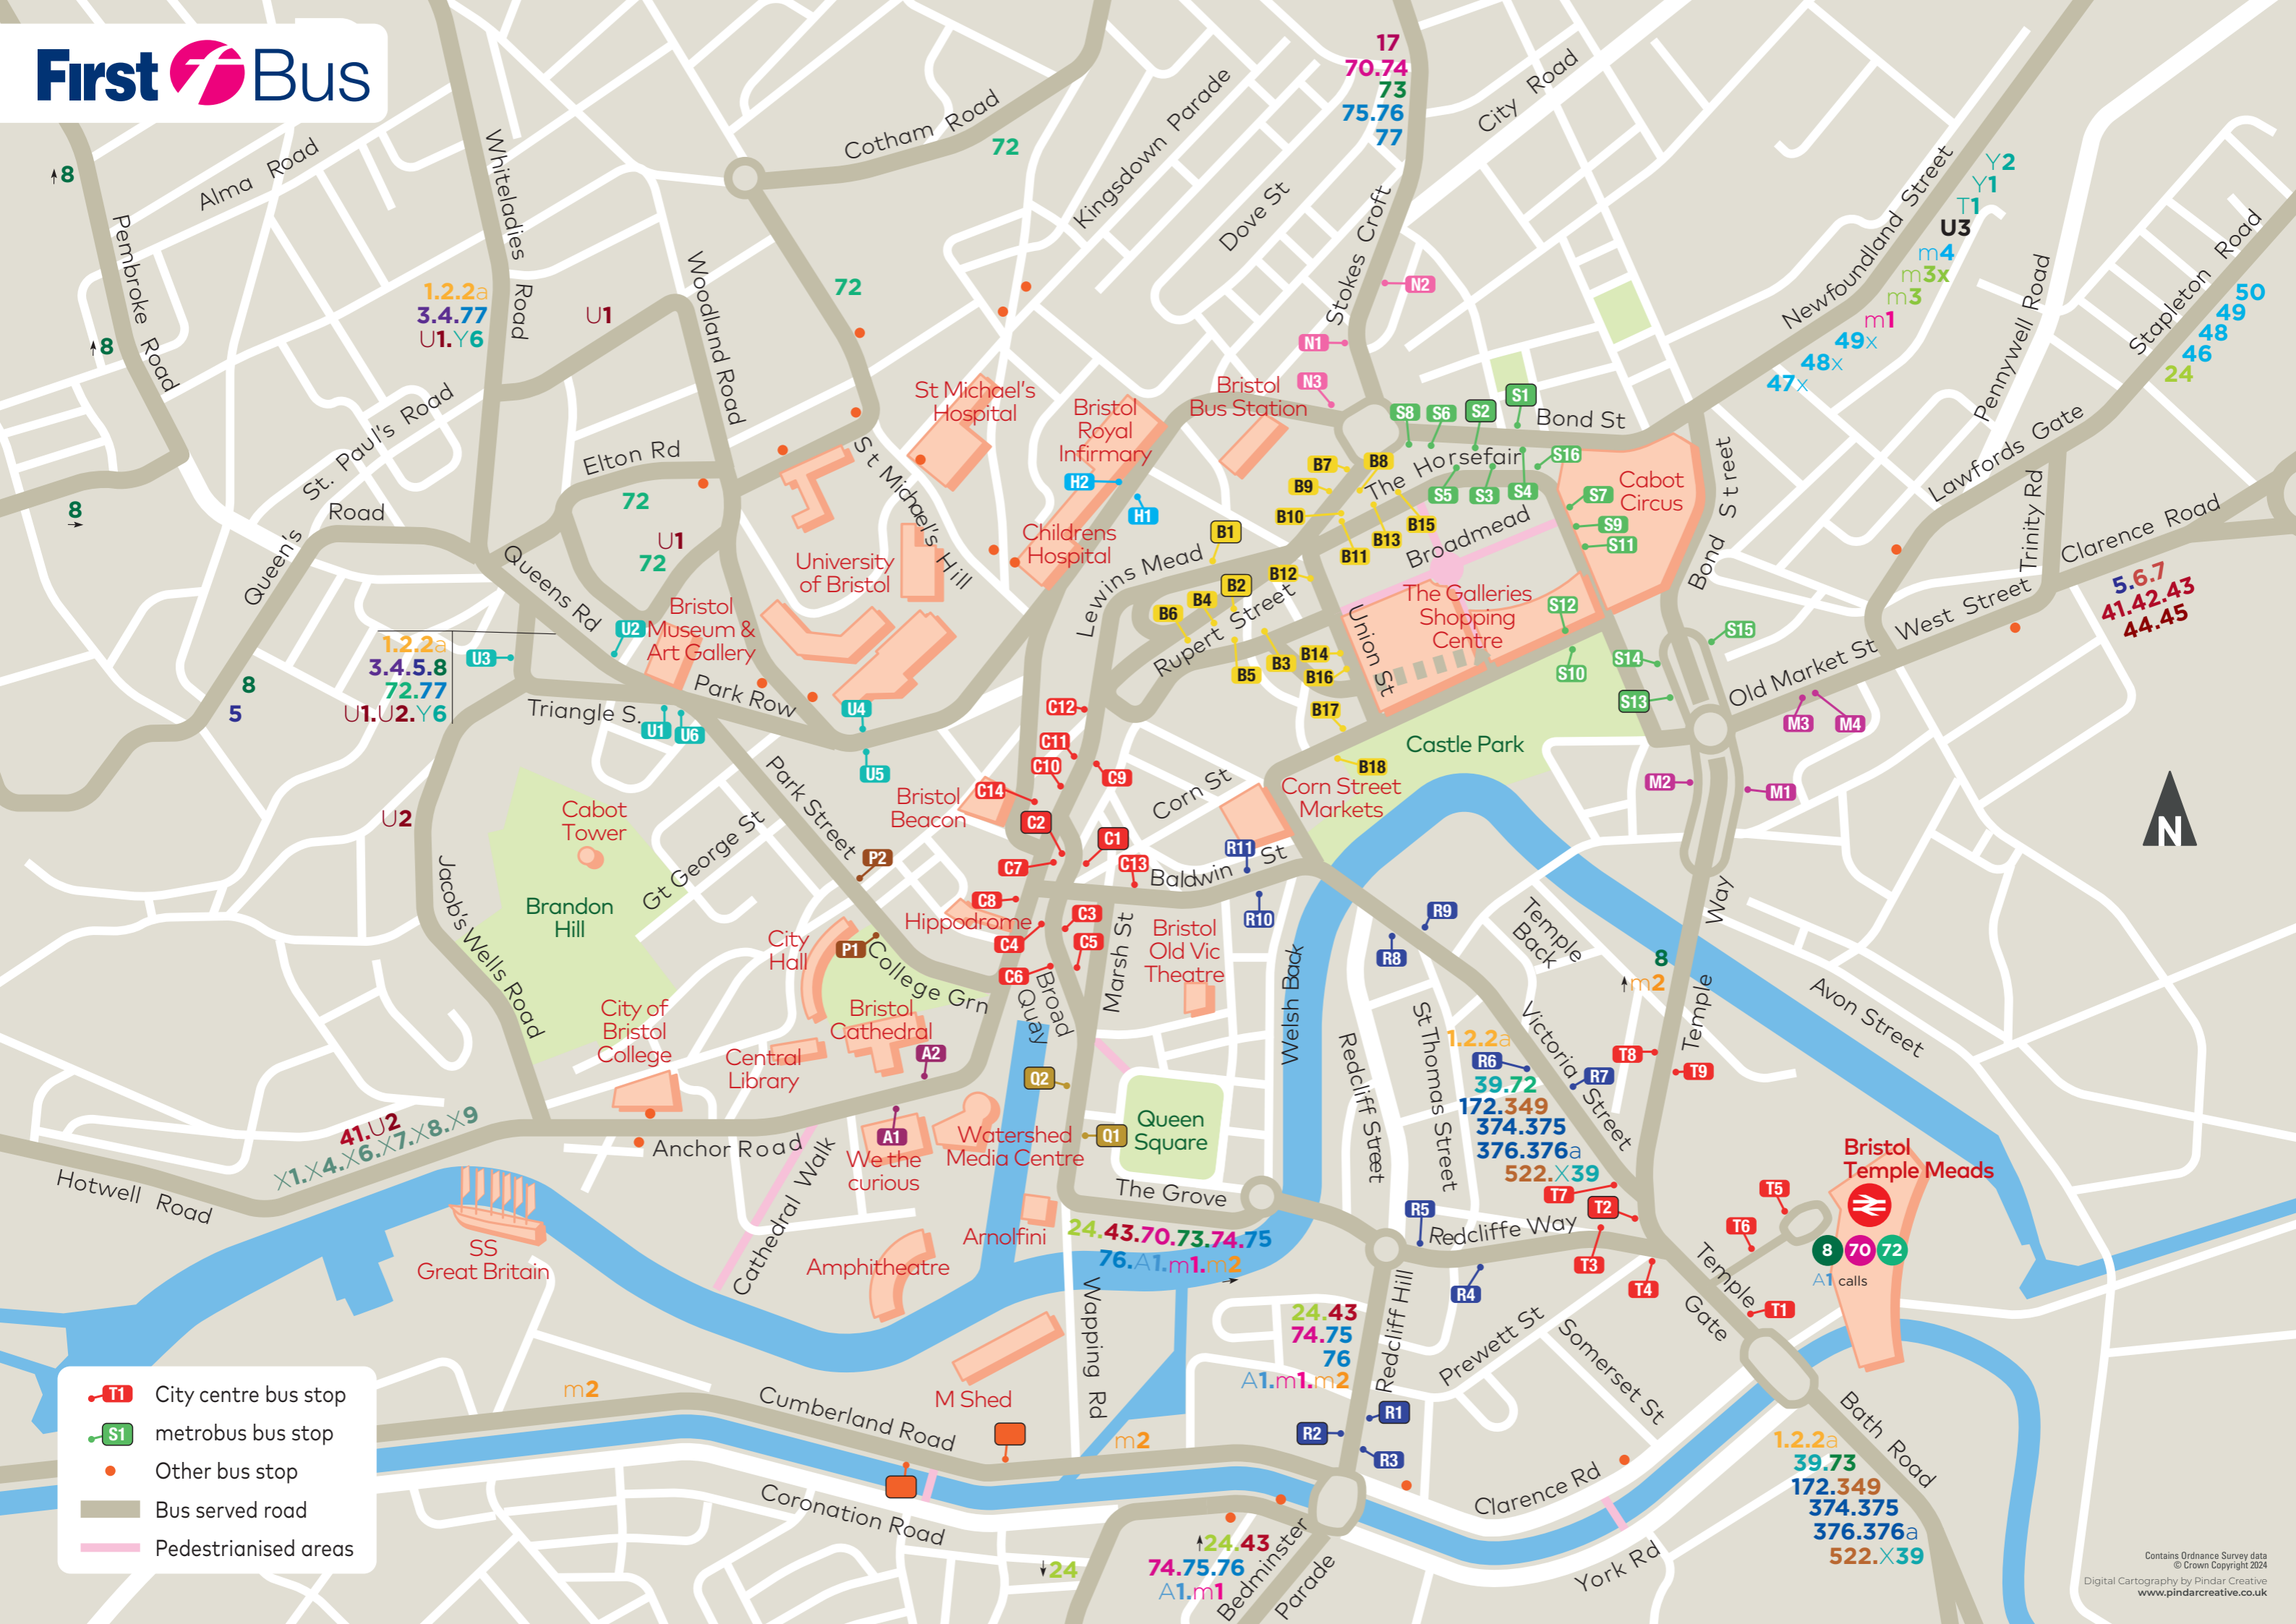 First Bus
17
70.74
73
75.76
77
City Road
Cotham Road
72
Kingsdown Parade
Dove St
Stokes Croft
Alma Road
Whiteladies
Road
8
Pembroke Road
8
8
1.2.2a
3.4.77
U1.Y6
U1
Woodland Road
72
N2
N1
N3
Newfoundland Street
Y2
Y1
T1
U3
m4
m3x
m3
m1
49x
48x
47x
Pennywell Road
Stapleton Road
50
49
48
46
24
St. Paul's Road
Elton Rd
72
U1
72
St Michael's Hill
St Michael's
Hospital
Bristol
Royal
Infirmary
Bristol
Bus Station
H2
H1
Childrens
Hospital
University
of Bristol
S8
S6
S2
S1
Bond St
The Horsefair
S16
S5
S3
S4
S7
S9
S11
Cabot
Circus
Bond Street
B7
B8
B9
B10
B15
B13
B11
Broadmead
B1
Lewins Mead
B12
B2
B4
B6
Rupert Street
B3
B5
B14
B16
B17
B18
Union St
The Galleries
Shopping
Centre
S12
S10
S15
S14
S13
Lawfords Gate
Trinity Rd
Clarence Road
West Street
Old Market St
5.6.7
41.42.43
44.45
M3
M4
M2
M1
Queen's
Road
Queens Rd
U2
Bristol
Museum &
Art Gallery
U3
1.2.2a
3.4.5.8
72.77
U1.U2.Y6
8
5
Triangle S.
U1
U6
Park Row
U4
U5
Park Street
U2
Jacob's Wells Road
Cabot
Tower
Brandon
Hill
Gt George St
P2
P1
City
Hall
College Grn
Bristol
Beacon
C12
C11
C10
C9
C14
C2
C1
C7
C13
C8
Hippodrome
C3
C4
C5
C6
Corn St
Corn Street
Markets
Castle Park
R11
Baldwin St
R10
Marsh St
Broad
Quay
Bristol
Old Vic
Theatre
Welsh Back
R9
R8
Temple
Back
8
m2
Temple Way
Avon Street
N
City of
Bristol
College
Central
Library
Bristol
Cathedral
A2
A1
Q2
Q1
Queen
Square
Watershed
Media Centre
We the
curious
Anchor Road
Cathedral Walk
41.U2
X1.X4.X6.X7.X8.X9
Hotwell Road
SS
Great Britain
Amphitheatre
Arnolfini
The Grove
24.43.70.73.74.75
76.A1.m1.m2
Redcliff Street
St Thomas Street
Victoria Street
1.2.2a
R6
39.72
172.349
374.375
376.376a
522.X39
R7
T8
T9
T7
T2
R5
Redcliffe Way
R4
T3
T4
T5
T6
T1
Temple
Gate
Bristol
Temple Meads
8 70 72
A1 calls
24.43
74.75
76
A1.m1.m2
Redcliff Hill
Prewett St
Somerset St
R1
R2
R3
Wapping Rd
M Shed
m2
Cumberland Road
m2
Coronation Road
24
24.43
74.75.76
A1.m1
Bedminster
Parade
Clarence Rd
York Rd
Bath Road
1.2.2a
39.73
172.349
374.375
376.376a
522.X39
T1 City centre bus stop
S1 metrobus bus stop
Other bus stop
Bus served road
Pedestrianised areas
Contains Ordnance Survey data
© Crown Copyright 2024
Digital Cartography by Pindar Creative
www.pindarcreative.co.uk